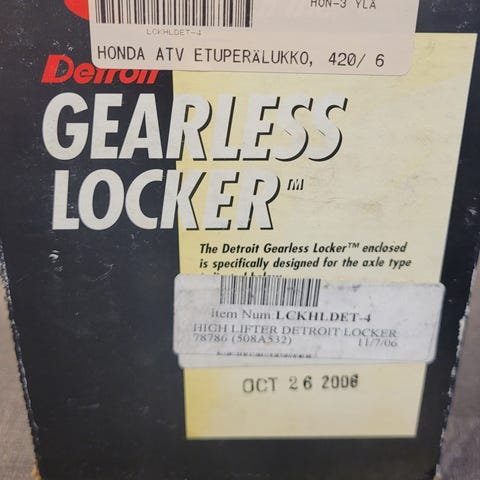 HON-3 YLÄ
LCKHLDET-4
HONDA ATV ETUPERÄLUKKO, 420/ 6
Detroit
GEARLESS
LOCKER™
The Detroit Gearless Locker™ enclosed
is specifically designed for the axle type
Item Num:LCKHLDET-4
HIGH LIFTER DETROIT LOCKER
78786 (508A532) 11/7/06
OCT 26 2006